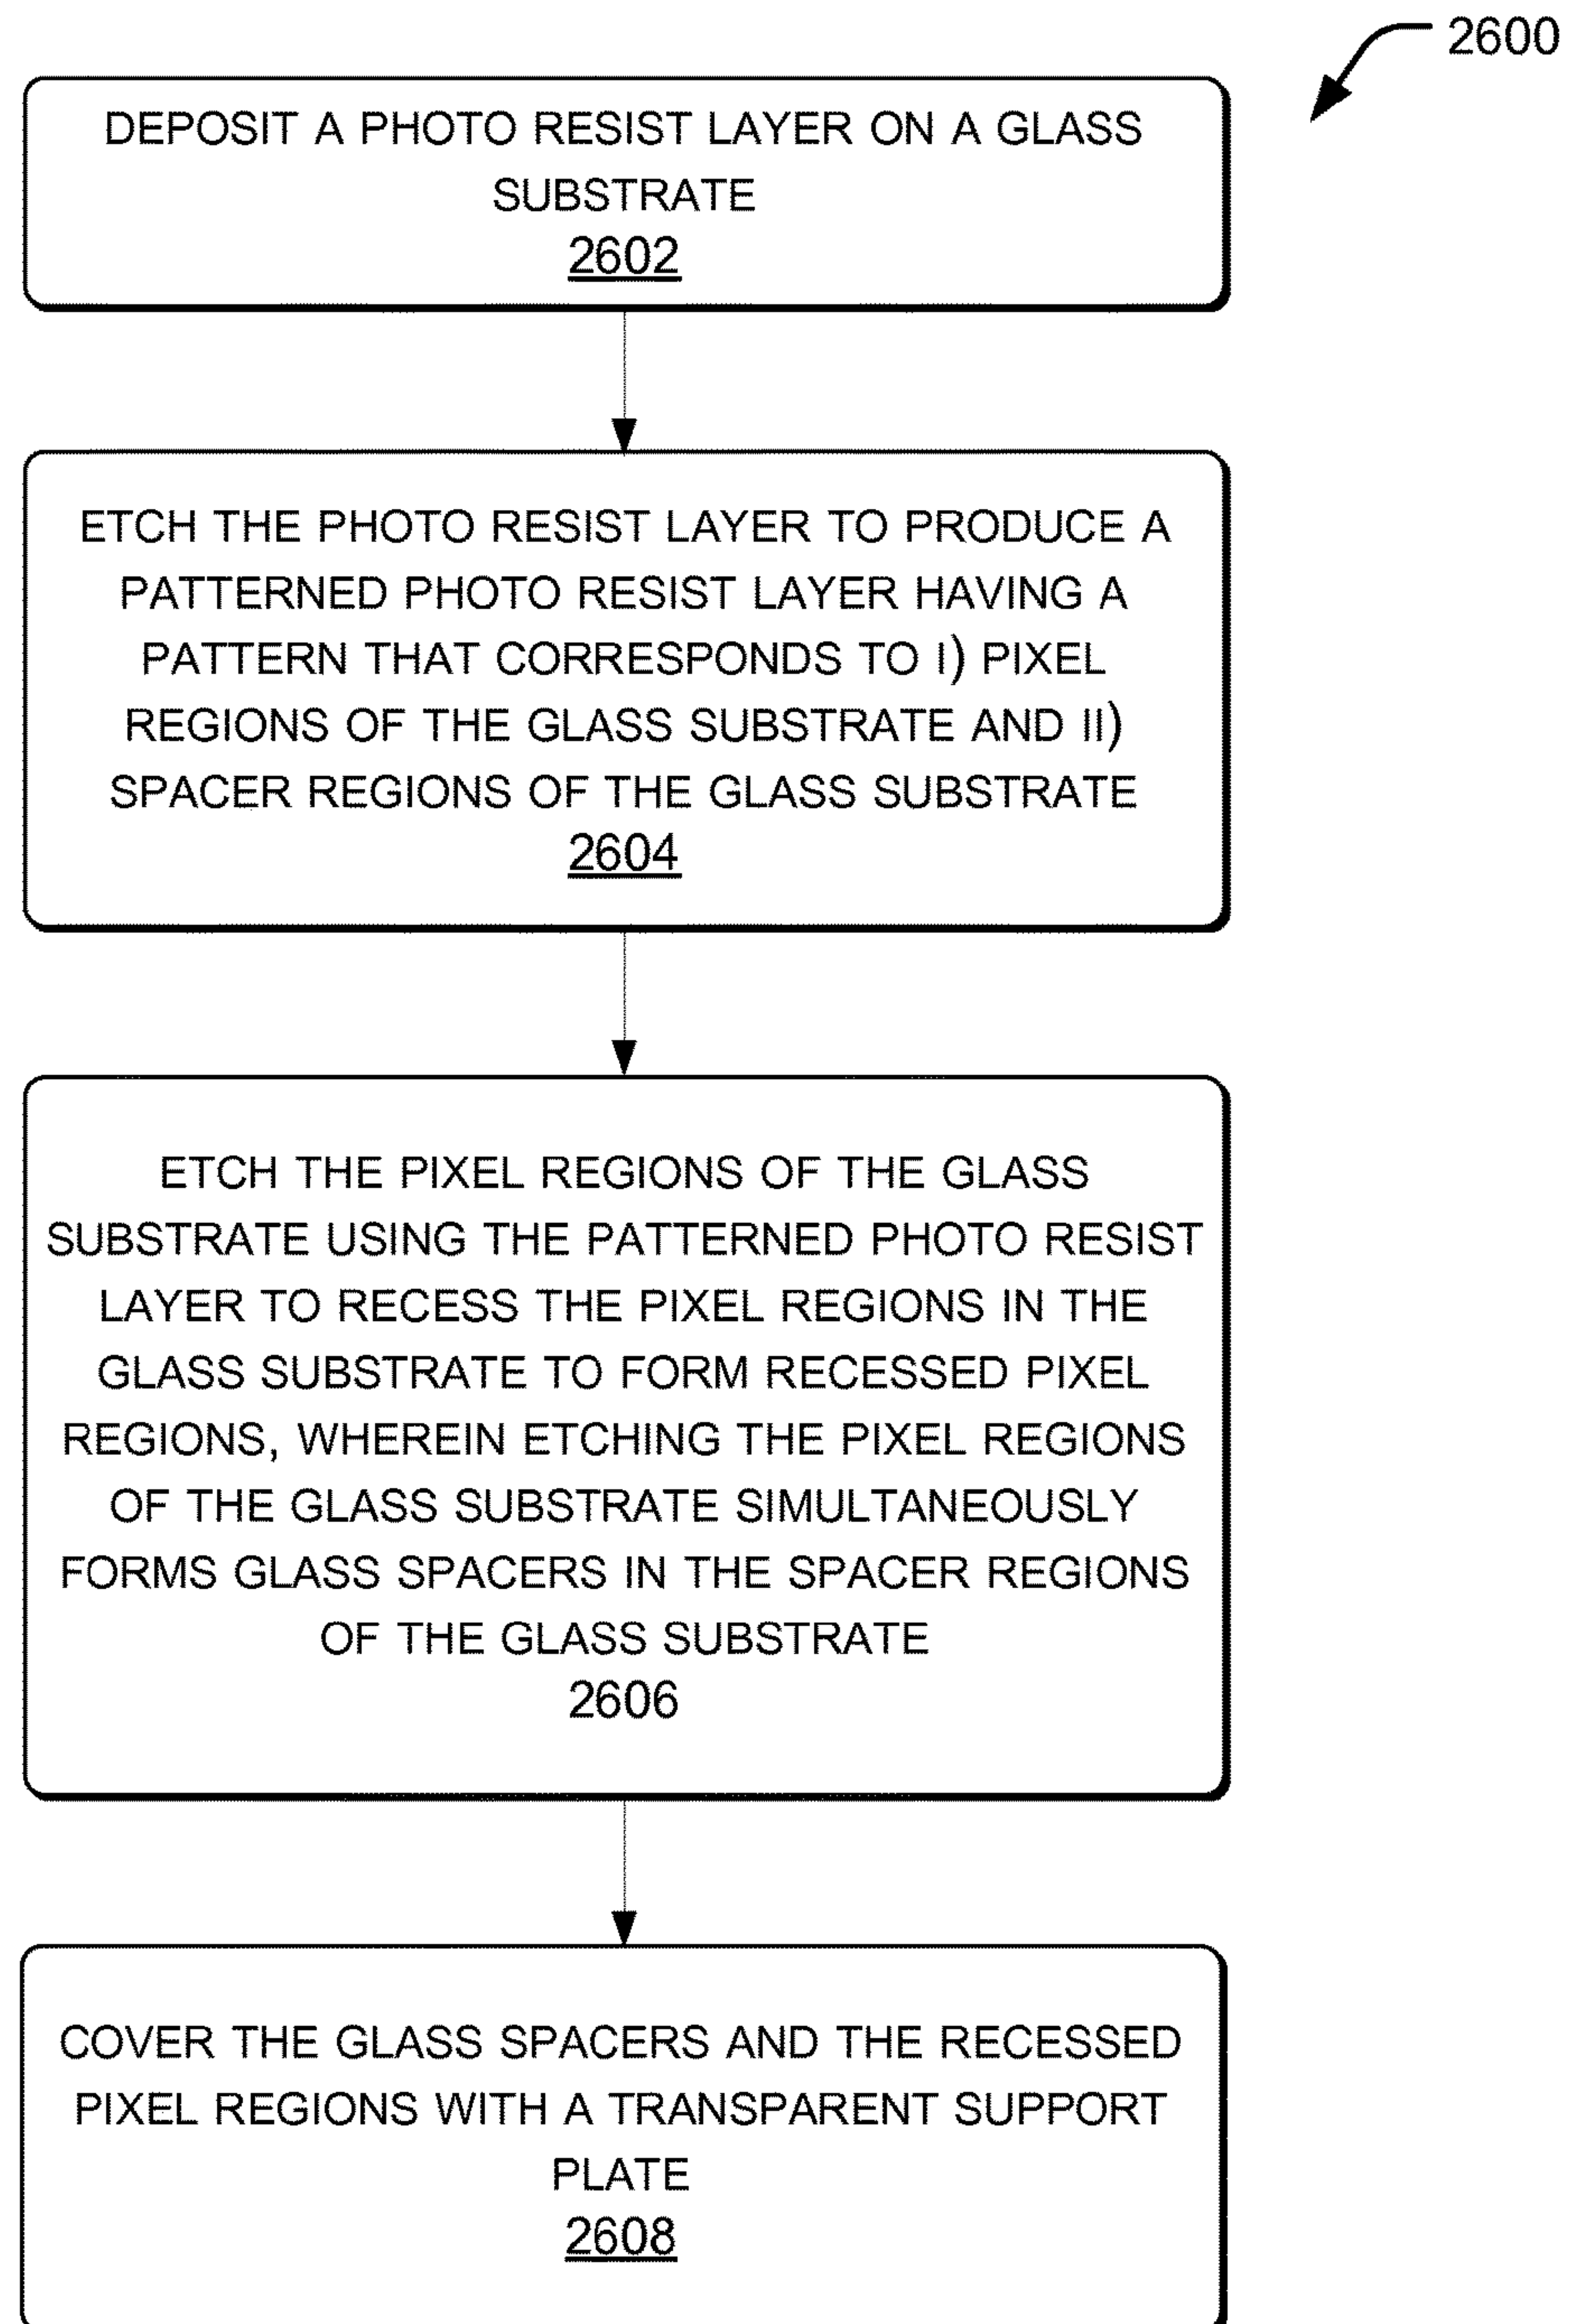 2600
DEPOSIT A PHOTO RESIST LAYER ON A GLASS
SUBSTRATE
2602
ETCH THE PHOTO RESIST LAYER TO PRODUCE A
PATTERNED PHOTO RESIST LAYER HAVING A
PATTERN THAT CORRESPONDS TO I) PIXEL
REGIONS OF THE GLASS SUBSTRATE AND II)
SPACER REGIONS OF THE GLASS SUBSTRATE
2604
ETCH THE PIXEL REGIONS OF THE GLASS
SUBSTRATE USING THE PATTERNED PHOTO RESIST
LAYER TO RECESS THE PIXEL REGIONS IN THE
GLASS SUBSTRATE TO FORM RECESSED PIXEL
REGIONS, WHEREIN ETCHING THE PIXEL REGIONS
OF THE GLASS SUBSTRATE SIMULTANEOUSLY
FORMS GLASS SPACERS IN THE SPACER REGIONS
OF THE GLASS SUBSTRATE
2606
COVER THE GLASS SPACERS AND THE RECESSED
PIXEL REGIONS WITH A TRANSPARENT SUPPORT
PLATE
2608